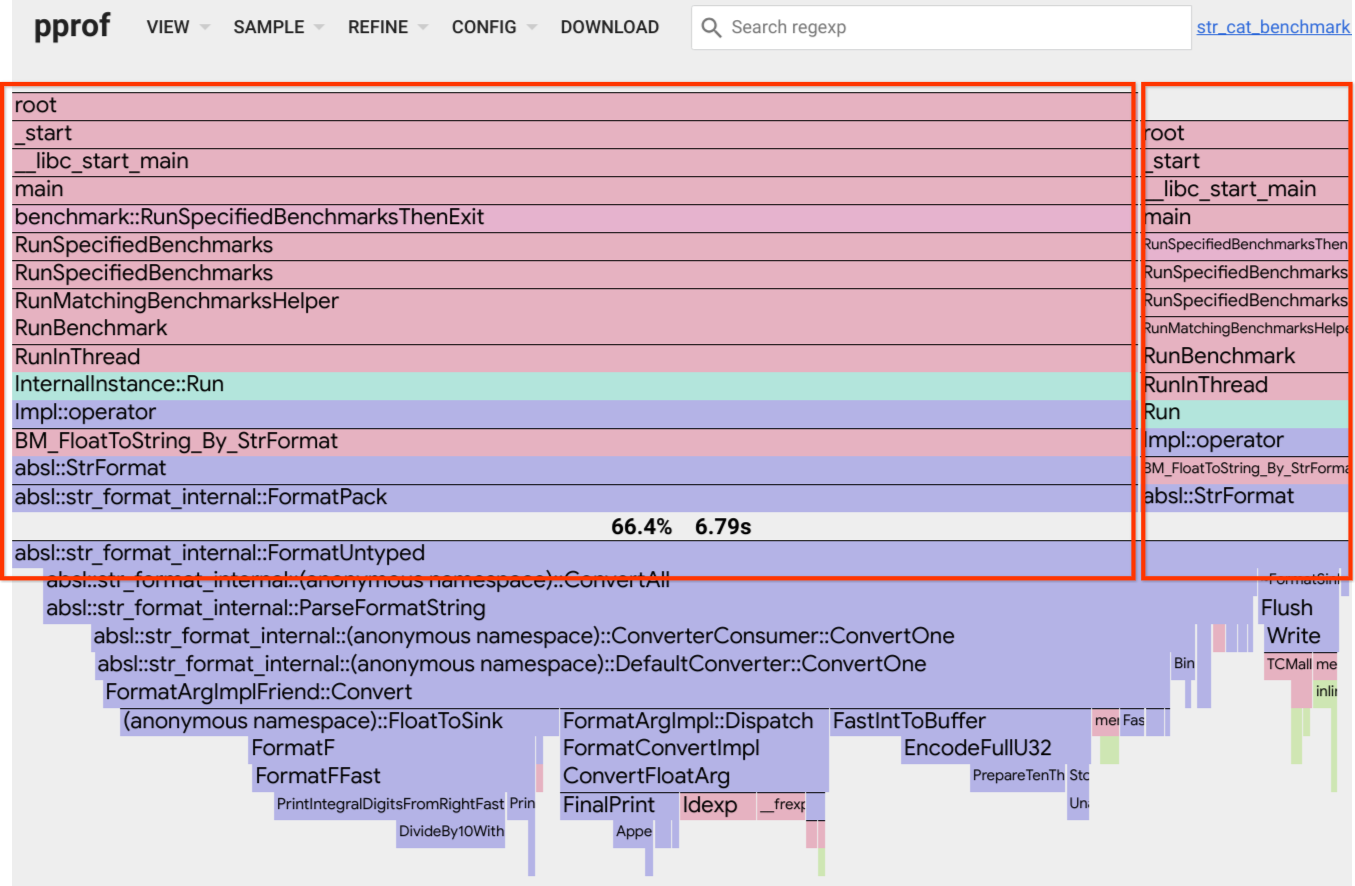 pprof VIEW SAMPLE REFINE CONFIG DOWNLOAD Search regexp str_cat_benchmark
root
_start root
__libc_start_main _start
main __libc_start_main
benchmark::RunSpecifiedBenchmarksThenExit main
RunSpecifiedBenchmarks RunSpecifiedBenchmarksThen
RunSpecifiedBenchmarks RunSpecifiedBenchmarks
RunMatchingBenchmarksHelper RunSpecifiedBenchmarks
RunBenchmark RunMatchingBenchmarksHelpe
RunInThread RunBenchmark
InternalInstance::Run RunInThread
Impl::operator Run
BM_FloatToString_By_StrFormat Impl::operator
absl::StrFormat BM_FloatToString_By_StrForma
absl::str_format_internal::FormatPack absl::StrFormat
66.4% 6.79s
absl::str_format_internal::FormatUntyped
absl::str_format_internal::(anonymous namespace)::ConvertAll ~FormatSinl
absl::str_format_internal::ParseFormatString Flush
absl::str_format_internal::(anonymous namespace)::ConverterConsumer::ConvertOne Write
absl::str_format_internal::(anonymous namespace)::DefaultConverter::ConvertOne Bin TCMall me
FormatArgImplFriend::Convert inlin
(anonymous namespace)::FloatToSink FormatArgImpl::Dispatch FastIntToBuffer mer Fas
FormatF FormatConvertImpl EncodeFullU32
FormatFFast ConvertFloatArg PrepareTenTh Sto
PrintIntegralDigitsFromRightFast Prin FinalPrint ldexp __frexp Una
DivideBy10With Appe